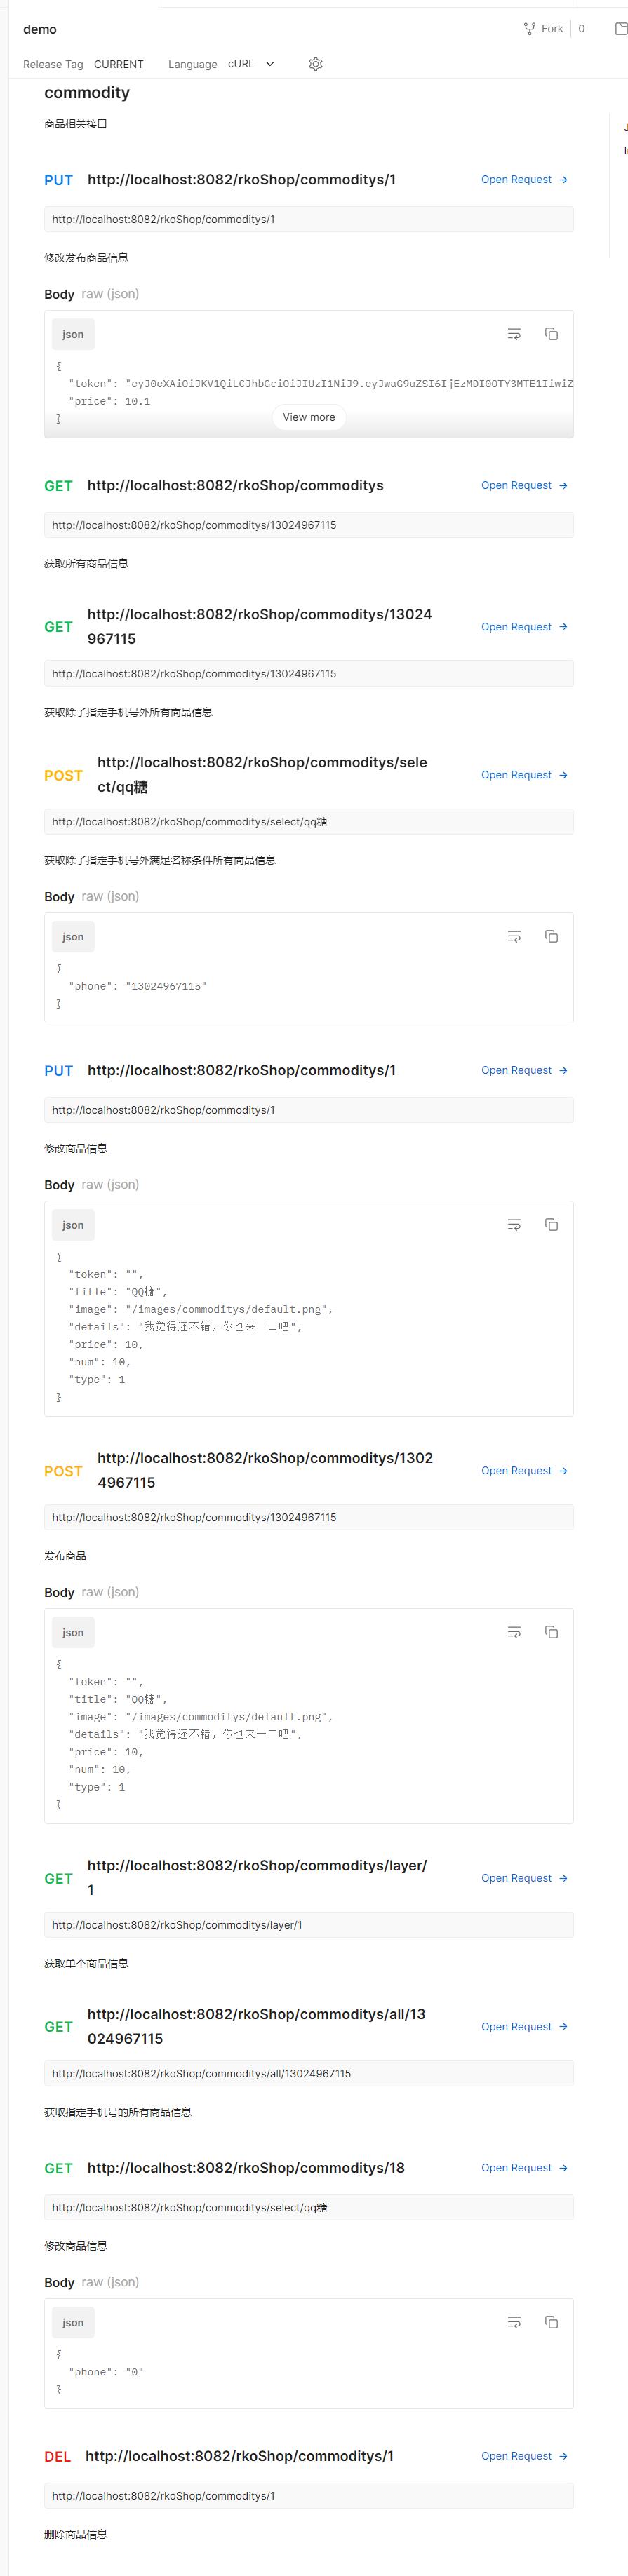 demo
Fork 0
Release Tag CURRENT Language cURL
commodity
商品相关接口
PUT http://localhost:8082/rkoShop/commoditys/1 Open Request →
http://localhost:8082/rkoShop/commoditys/1
修改发布商品信息
Body raw (json)
json
{
"token": "eyJ0eXAiOiJKV1QiLCJhbGciOiJIUzI1NiJ9.eyJwaG9uZSI6IjEzMDI0OTY3MTE1IiwiZ
"price": 10.1
}
View more
GET http://localhost:8082/rkoShop/commoditys Open Request →
http://localhost:8082/rkoShop/commoditys/13024967115
获取所有商品信息
GET http://localhost:8082/rkoShop/commoditys/13024
967115 Open Request →
http://localhost:8082/rkoShop/commoditys/13024967115
获取除了指定手机号外所有商品信息
POST http://localhost:8082/rkoShop/commoditys/sele
ct/qq糖 Open Request →
http://localhost:8082/rkoShop/commoditys/select/qq糖
获取除了指定手机号外满足名称条件所有商品信息
Body raw (json)
json
{
"phone": "13024967115"
}
PUT http://localhost:8082/rkoShop/commoditys/1 Open Request →
http://localhost:8082/rkoShop/commoditys/1
修改商品信息
Body raw (json)
json
{
"token": "",
"title": "QQ糖",
"image": "/images/commoditys/default.png",
"details": "我觉得还不错，你也来一口吧",
"price": 10,
"num": 10,
"type": 1
}
POST http://localhost:8082/rkoShop/commoditys/1302
4967115 Open Request →
http://localhost:8082/rkoShop/commoditys/13024967115
发布商品
Body raw (json)
json
{
"token": "",
"title": "QQ糖",
"image": "/images/commoditys/default.png",
"details": "我觉得还不错，你也来一口吧",
"price": 10,
"num": 10,
"type": 1
}
GET http://localhost:8082/rkoShop/commoditys/layer/
1 Open Request →
http://localhost:8082/rkoShop/commoditys/layer/1
获取单个商品信息
GET http://localhost:8082/rkoShop/commoditys/all/13
024967115 Open Request →
http://localhost:8082/rkoShop/commoditys/all/13024967115
获取指定手机号的所有商品信息
GET http://localhost:8082/rkoShop/commoditys/18 Open Request →
http://localhost:8082/rkoShop/commoditys/select/qq糖
修改商品信息
Body raw (json)
json
{
"phone": "0"
}
DEL http://localhost:8082/rkoShop/commoditys/1 Open Request →
http://localhost:8082/rkoShop/commoditys/1
删除商品信息